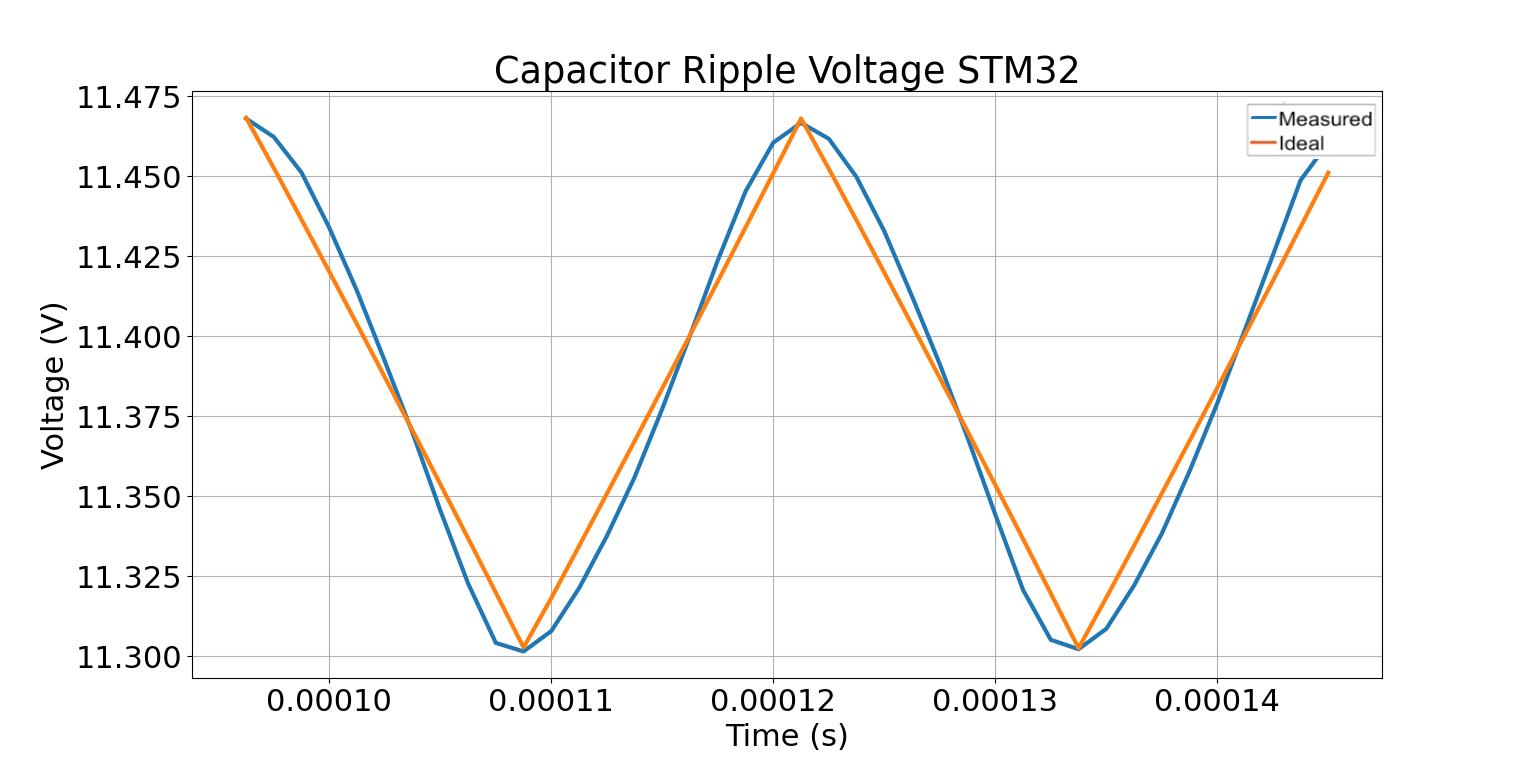 Capacitor Ripple Voltage STM32
11.475
11.450
11.425
11.400
11.375
11.350
11.325
11.300
Voltage (V)
Measured
Ideal
0.00010 0.00011 0.00012 0.00013 0.00014
Time (s)